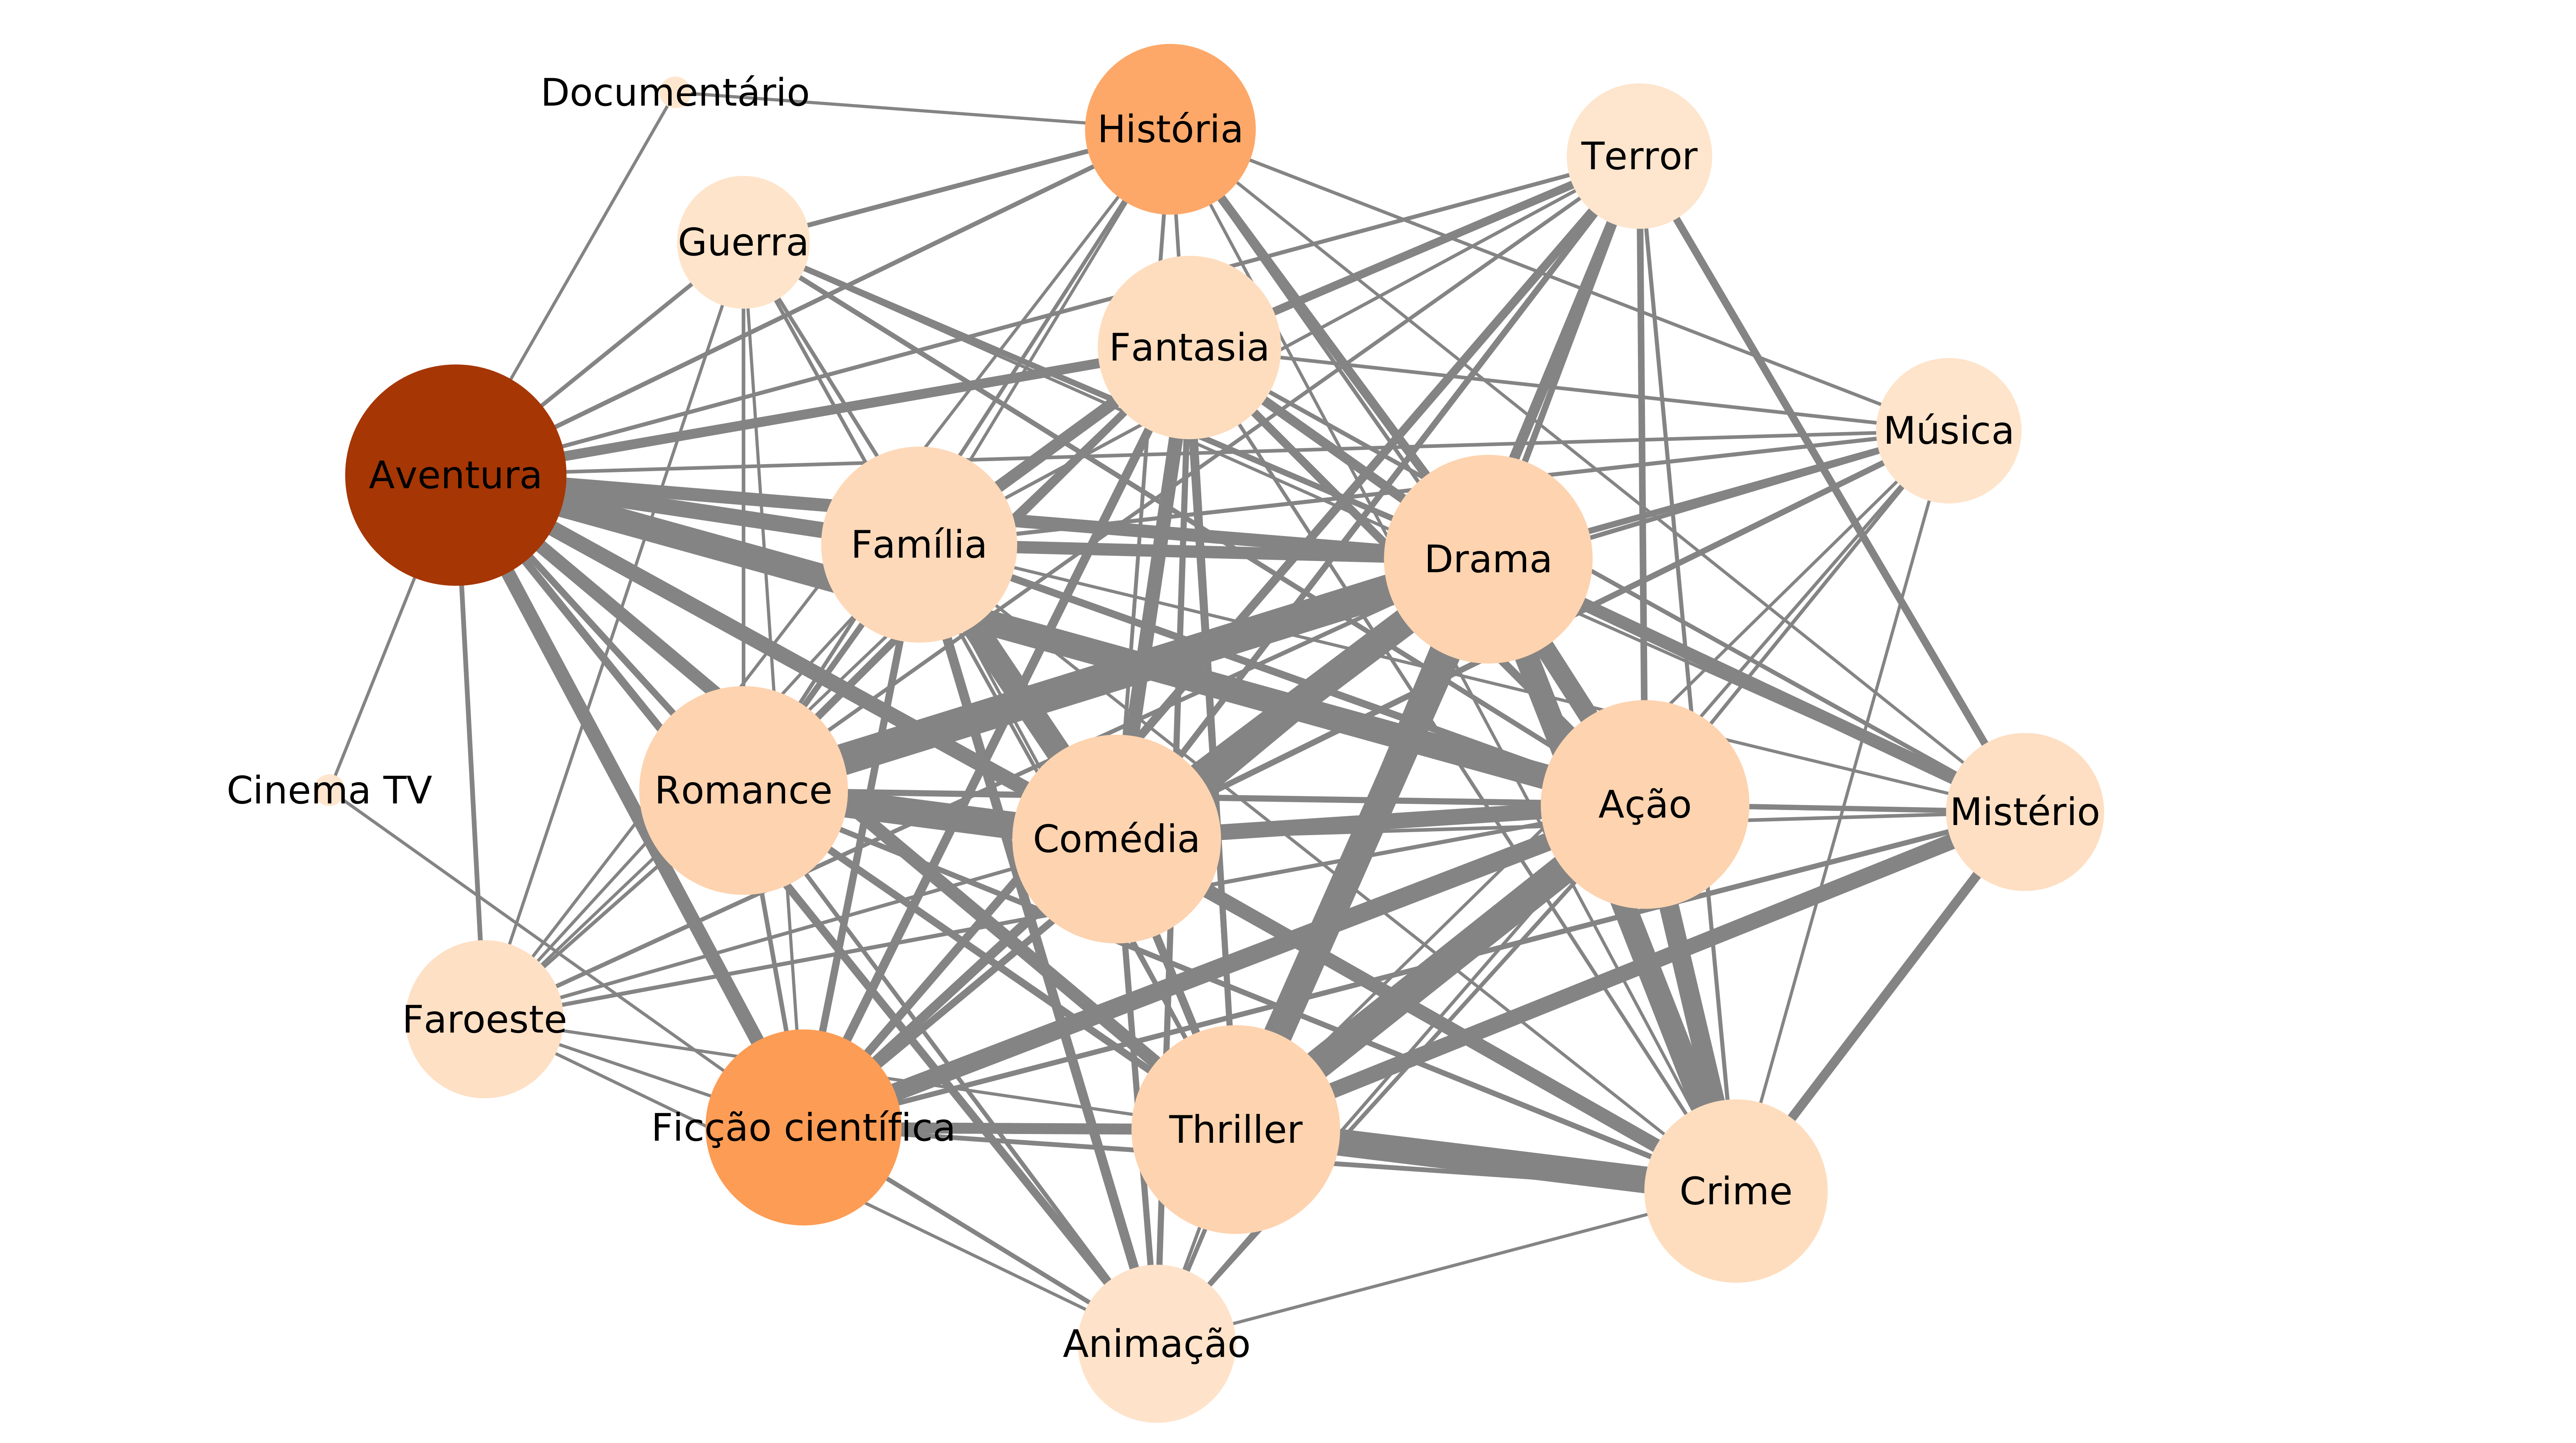 Documentário
História
Terror
Guerra
Fantasia
Música
Aventura
Família
Drama
Cinema TV
Romance
Comédia
Ação
Mistério
Faroeste
Ficção científica
Thriller
Crime
Animação